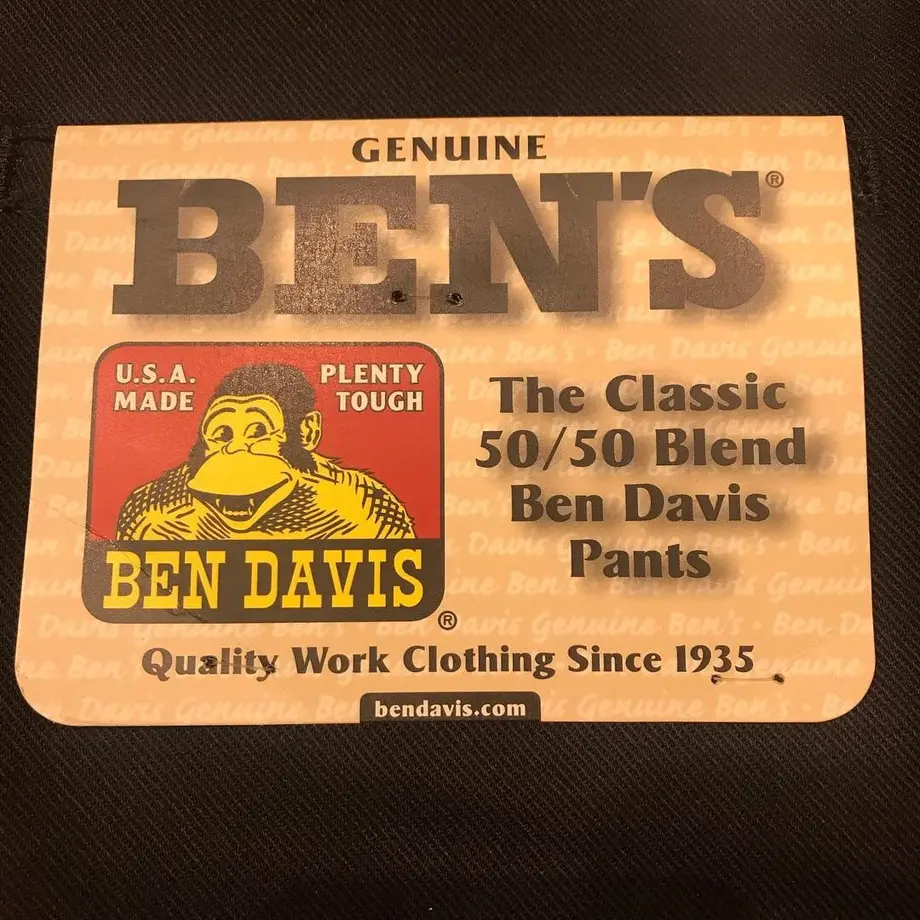 GENUINE
BEN'S®
U.S.A. PLENTY
MADE TOUGH
BEN DAVIS
®
The Classic
50/50 Blend
Ben Davis
Pants
Quality Work Clothing Since 1935
bendavis.com